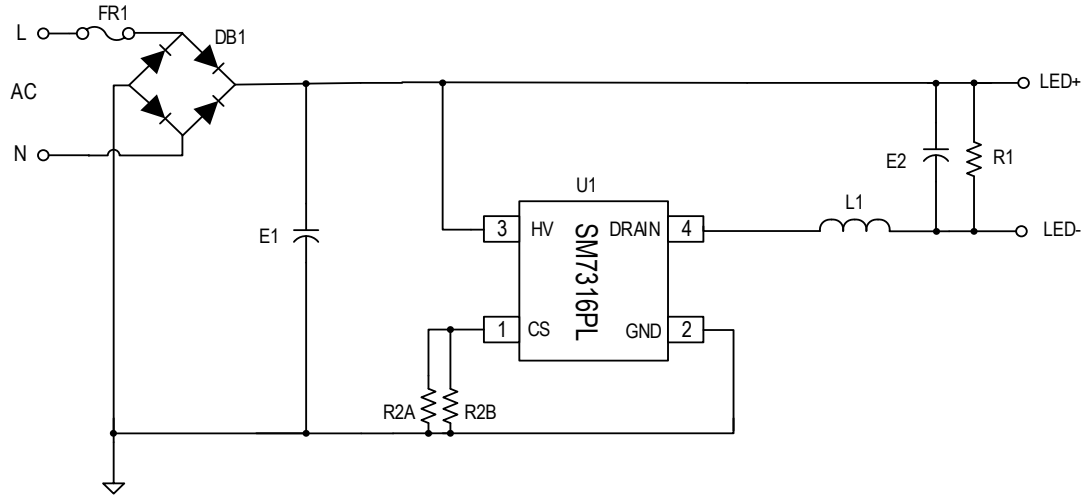 FR1
L
DB1
AC
N
LED+
E2
R1
U1
L1
3
HV
DRAIN
4
LED-
E1
SM7316PL
1
CS
GND
2
R2A
R2B